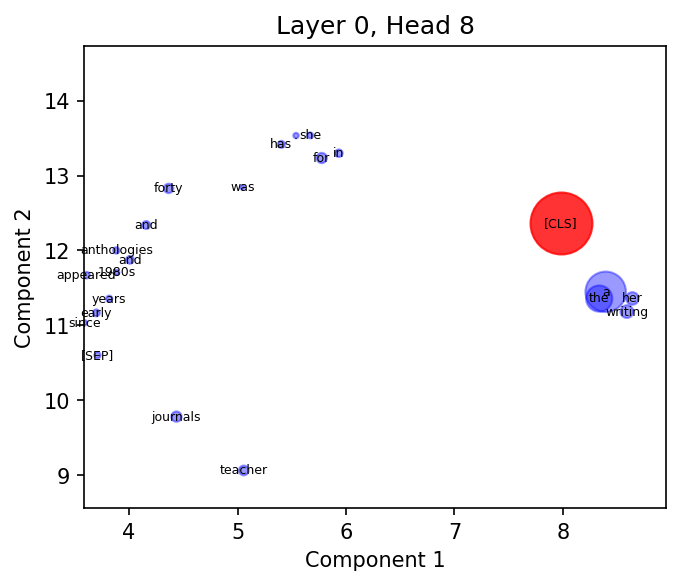 Layer 0, Head 8
14
13
12
11
10
9
Component 2
she
has
in
for
forty
was
and
[CLS]
anthologies
and
1980s
appeared
a
years
the
her
early
writing
since
[SEP]
journals
teacher
4
5
6
7
8
Component 1